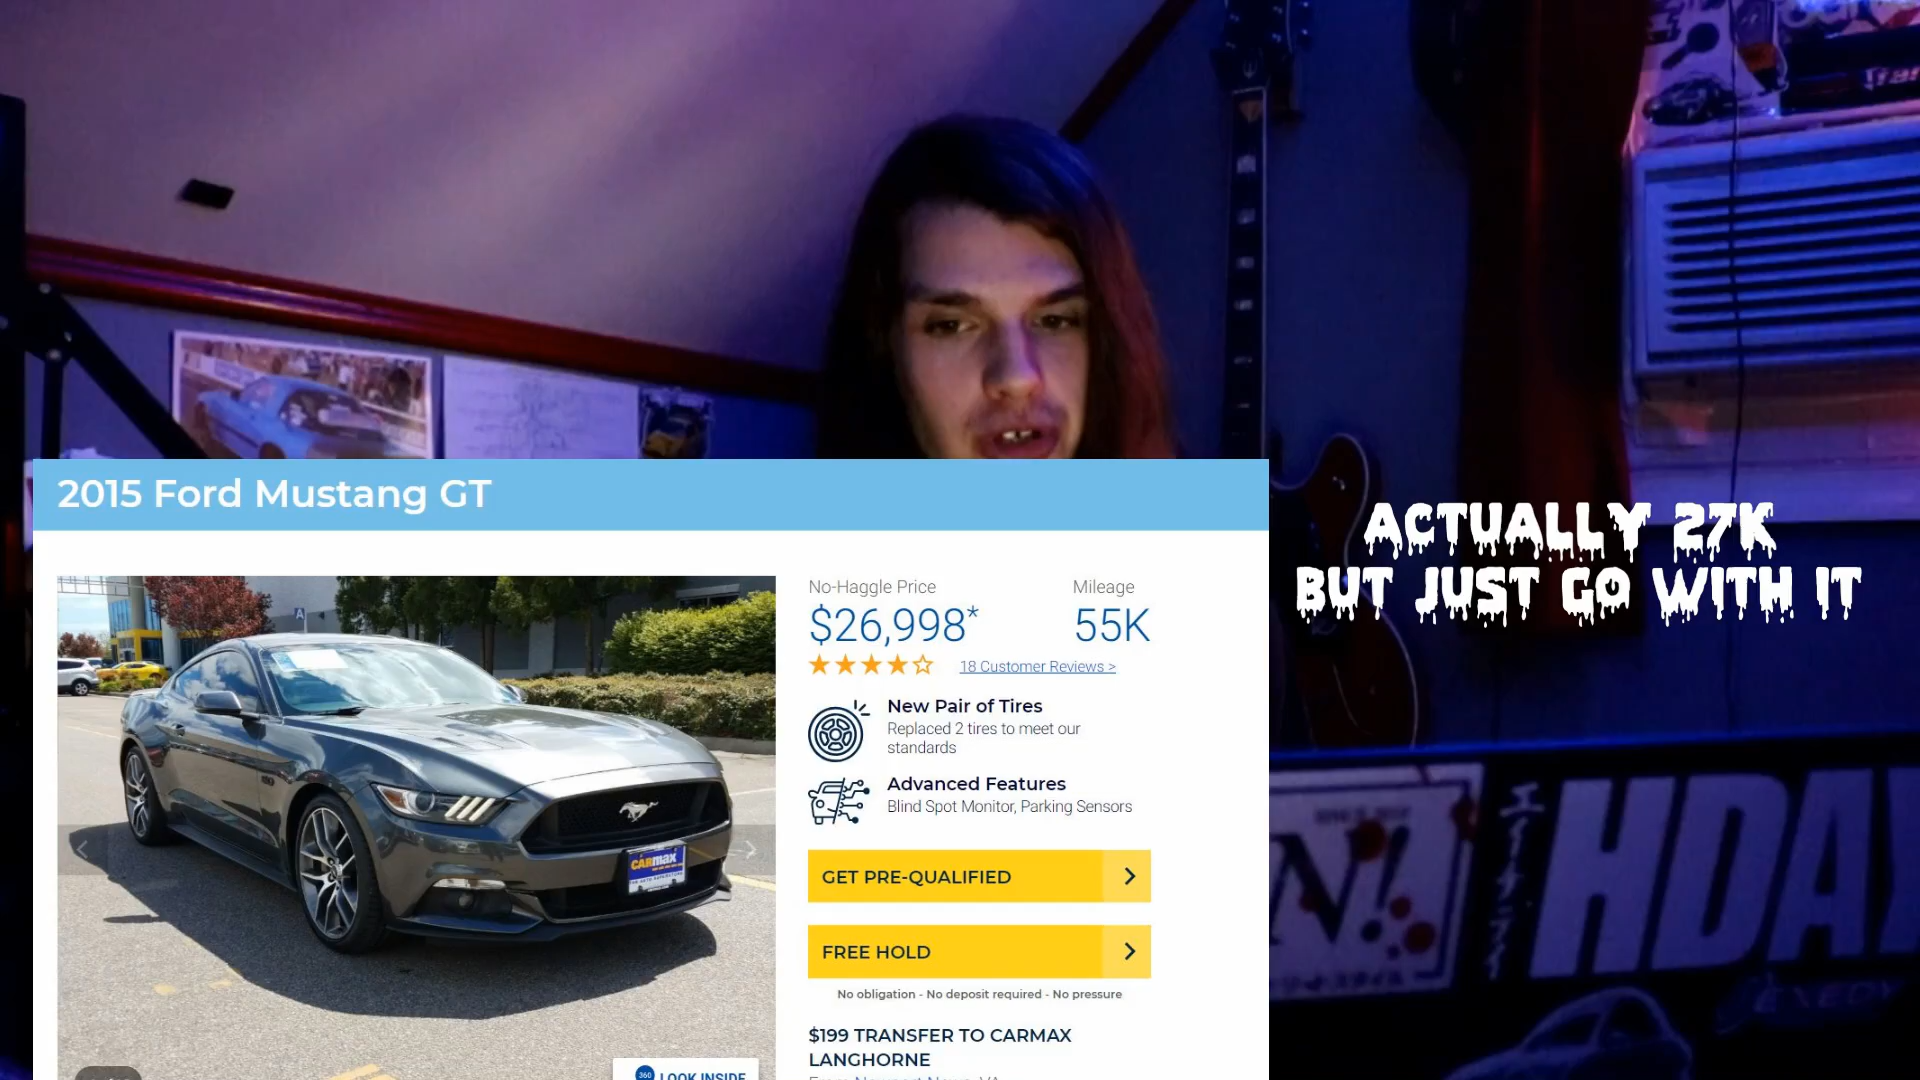 2015 Ford Mustang GT
ACTUALLY 27K
BUT JUST GO WITH IT
No-Haggle Price
Mileage
$26,998*
55K
18 Customer Reviews >
New Pair of Tires
Replaced 2 tires to meet our
standards
Advanced Features
Blind Spot Monitor, Parking Sensors
CARMAX
GET PRE-QUALIFIED
FREE HOLD
No obligation - No deposit required - No pressure
$199 TRANSFER TO CARMAX
LANGHORNE
360 LOOK INSIDE
N!
HDAY
EXEDY